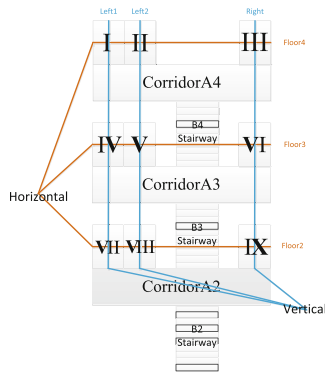 Left1 Left2 Right
I II III Floor4
CorridorA4
B4
Stairway
IV V VI Floor3
CorridorA3
Horizontal
B3
Stairway
VII VIII IX Floor2
CorridorA2
Vertical
B2
Stairway